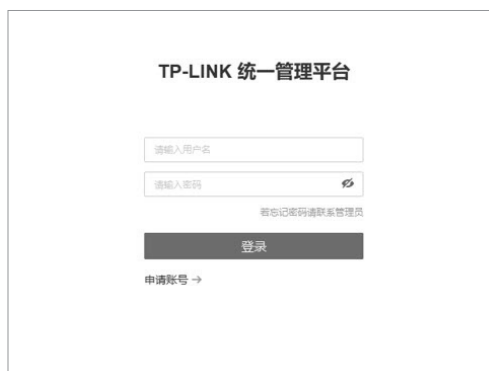 TP-LINK 统一管理平台
请输入用户名
请输入密码
若忘记密码请联系管理员
登录
申请账号 →